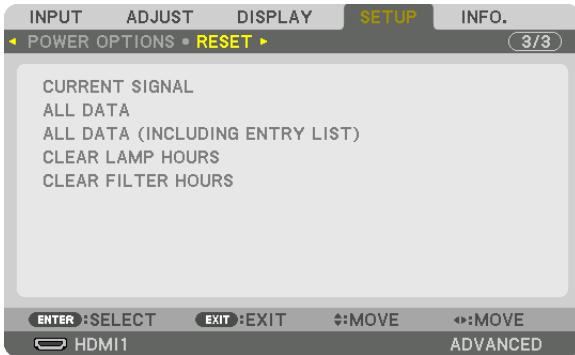 INPUT ADJUST DISPLAY SETUP INFO.
POWER OPTIONS • RESET 3/3
CURRENT SIGNAL
ALL DATA
ALL DATA (INCLUDING ENTRY LIST)
CLEAR LAMP HOURS
CLEAR FILTER HOURS
ENTER :SELECT EXIT :EXIT :MOVE :MOVE
HDMI1 ADVANCED